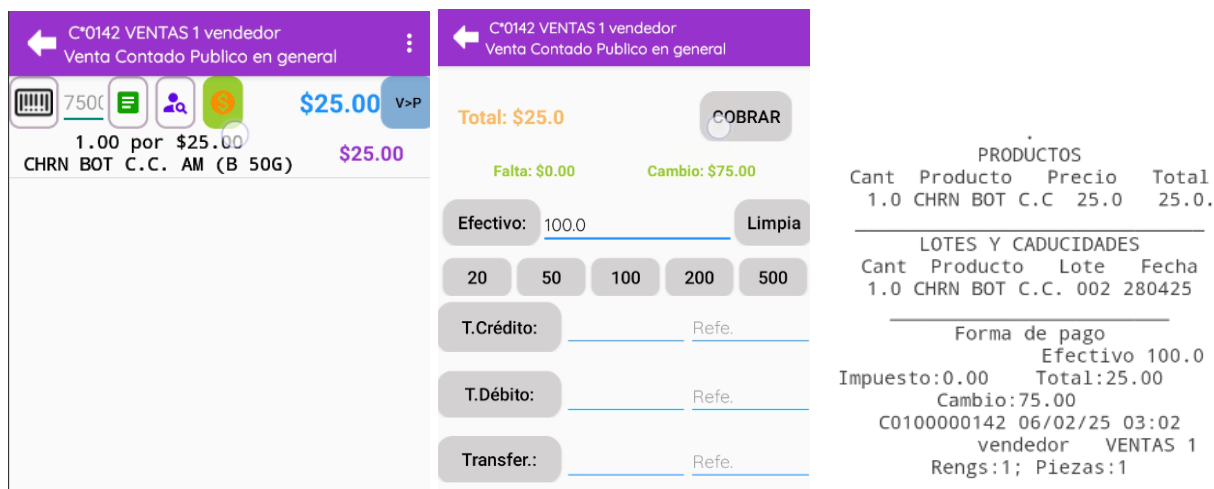 C*0142 VENTAS 1 vendedor
Venta Contado Publico en general
750( $25.00 V>P
1.00 por $25.00
CHRN BOT C.C. AM (B 50G) $25.00
C*0142 VENTAS 1 vendedor
Venta Contado Publico en general
Total: $25.0 COBRAR
Falta: $0.00 Cambio: $75.00
Efectivo: 100.0 Limpia
20 50 100 200 500
T.Crédito: Refe.
T.Débito: Refe.
Transfer.: Refe.
.
PRODUCTOS
Cant Producto Precio Total
1.0 CHRN BOT C.C 25.0 25.0.
LOTES Y CADUCIDADES
Cant Producto Lote Fecha
1.0 CHRN BOT C.C. 002 280425
Forma de pago
Efectivo 100.0
Impuesto:0.00 Total:25.00
Cambio:75.00
C0100000142 06/02/25 03:02
vendedor VENTAS 1
Rengs:1; Piezas:1